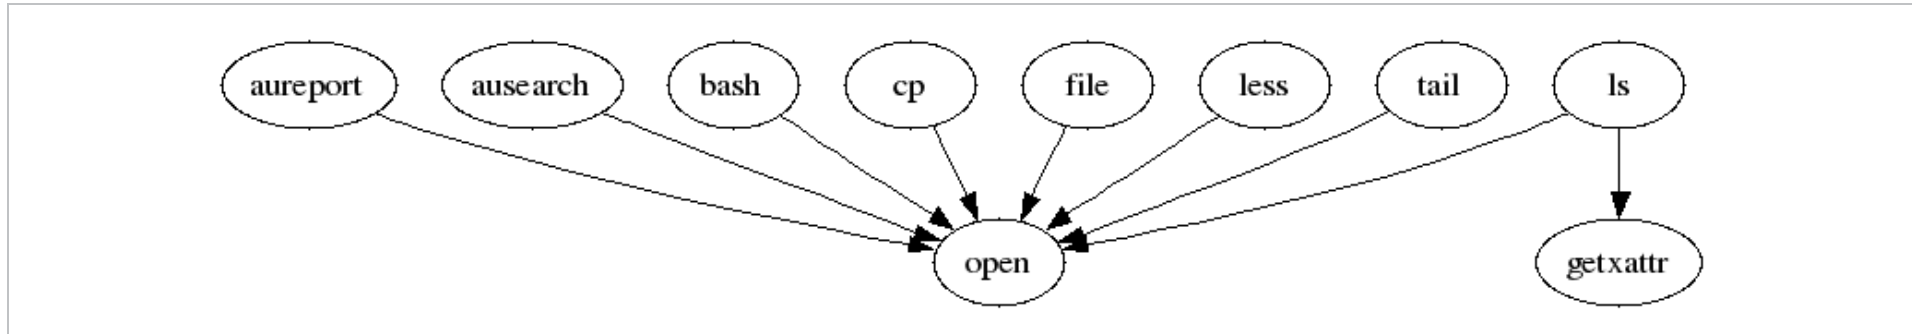 aureport ausearch bash cp file less tail ls
open getxattr